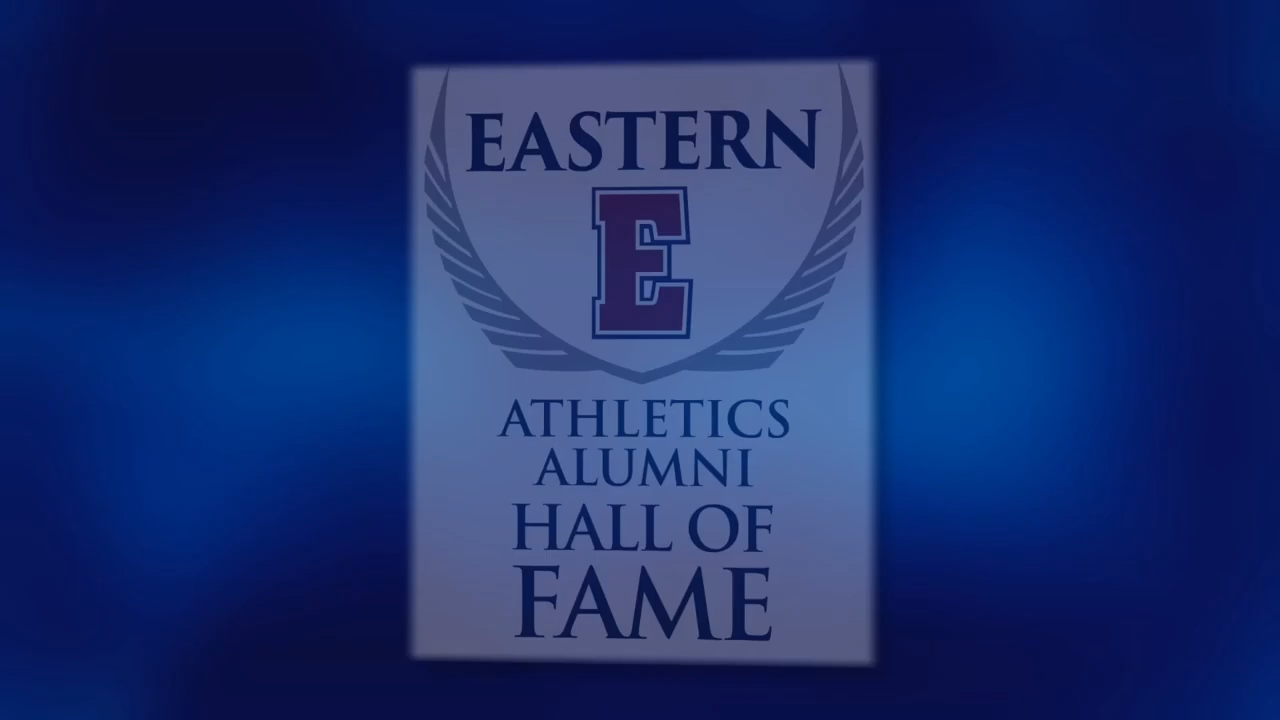 EASTERN
E
ATHLETICS
ALUMNI
HALL OF
FAME